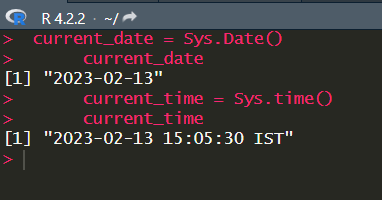 R R 4.2.2 · ~/
> current_date = Sys.Date()
> current_date
[1] "2023-02-13"
> current_time = Sys.time()
> current_time
[1] "2023-02-13 15:05:30 IST"
>